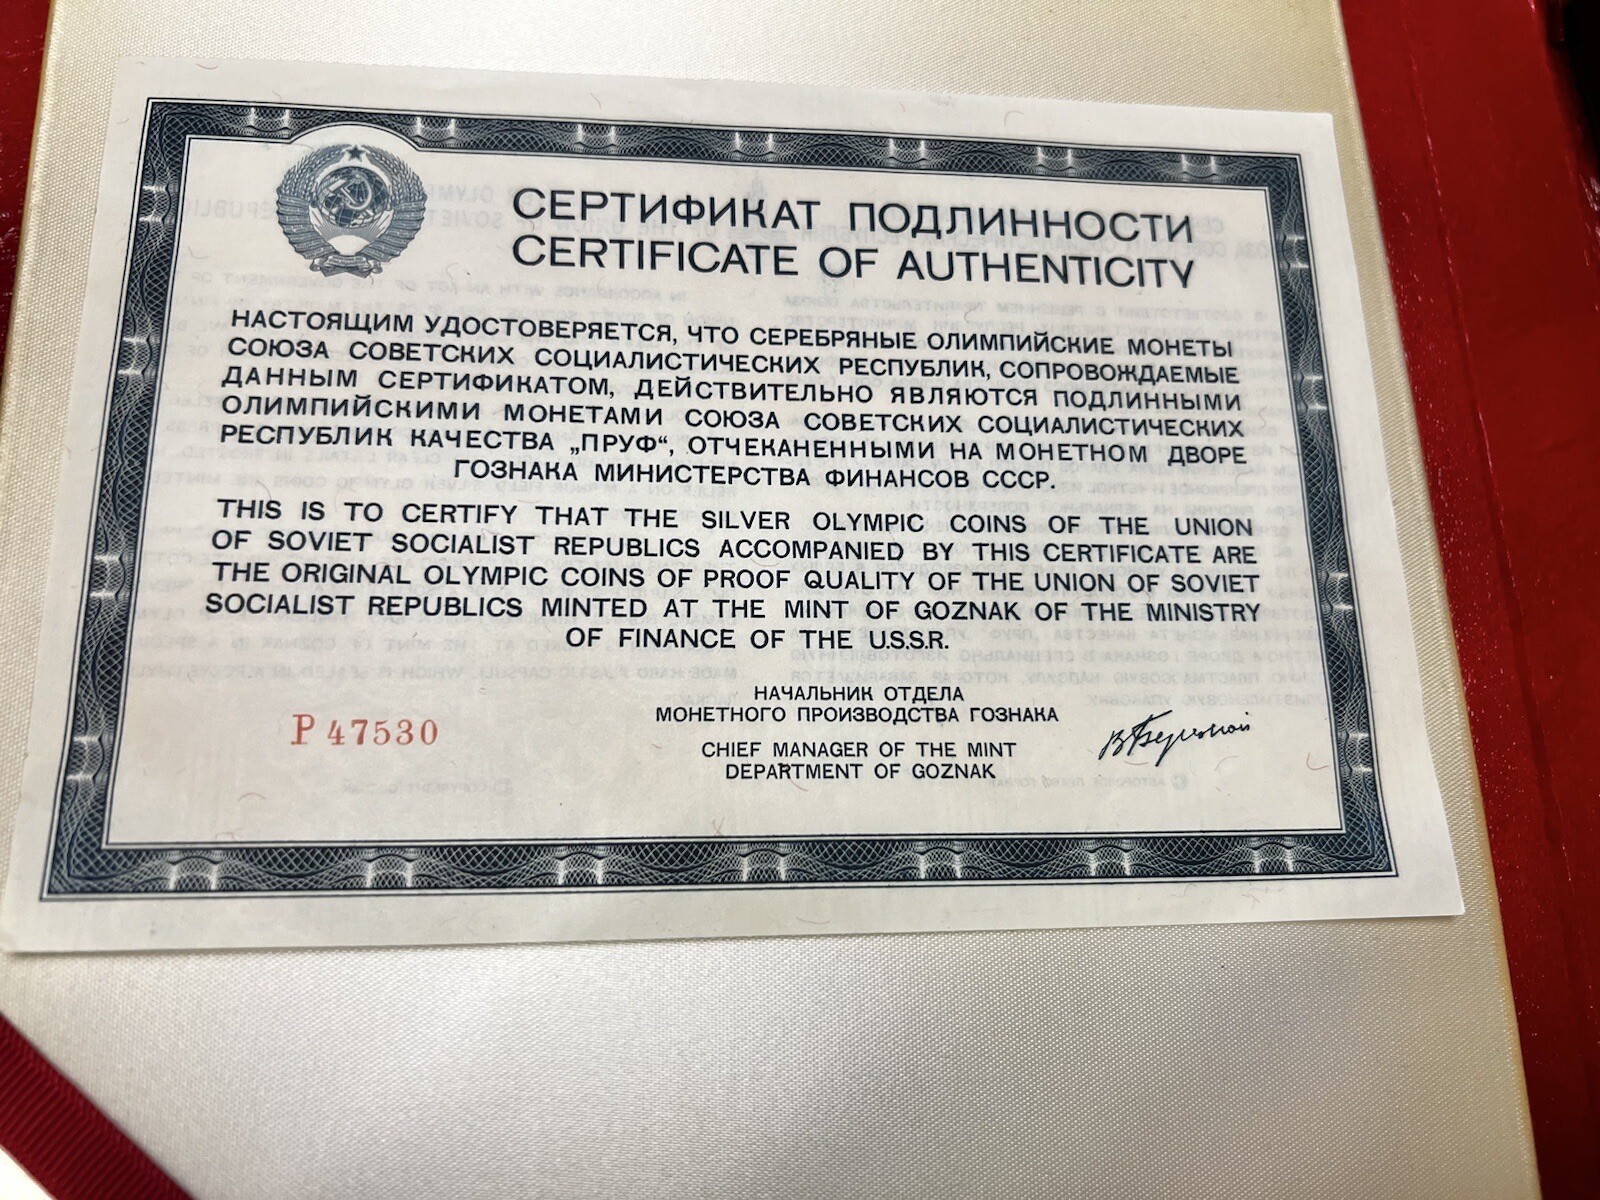 СЕРТИФИКАТ ПОДЛИННОСТИ
CERTIFICATE OF AUTHENTICITY
НАСТОЯЩИМ УДОСТОВЕРЯЕТСЯ, ЧТО СЕРЕБРЯНЫЕ ОЛИМПИЙСКИЕ МОНЕТЫ
СОЮЗА СОВЕТСКИХ СОЦИАЛИСТИЧЕСКИХ РЕСПУБЛИК, СОПРОВОЖДАЕМЫЕ
ДАННЫМ СЕРТИФИКАТОМ, ДЕЙСТВИТЕЛЬНО ЯВЛЯЮТСЯ ПОДЛИННЫМИ
ОЛИМПИЙСКИМИ МОНЕТАМИ СОЮЗА СОВЕТСКИХ СОЦИАЛИСТИЧЕСКИХ
РЕСПУБЛИК КАЧЕСТВА „ПРУФ“, ОТЧЕКАНЕННЫМИ НА МОНЕТНОМ ДВОРЕ
ГОЗНАКА МИНИСТЕРСТВА ФИНАНСОВ СССР.
THIS IS TO CERTIFY THAT THE SILVER OLYMPIC COINS OF THE UNION
OF SOVIET SOCIALIST REPUBLICS ACCOMPANIED BY THIS CERTIFICATE ARE
THE ORIGINAL OLYMPIC COINS OF PROOF QUALITY OF THE UNION OF SOVIET
SOCIALIST REPUBLICS MINTED AT THE MINT OF GOZNAK OF THE MINISTRY
OF FINANCE OF THE U.S.S.R.
НАЧАЛЬНИК ОТДЕЛА
МОНЕТНОГО ПРОИЗВОДСТВА ГОЗНАКА
CHIEF MANAGER OF THE MINT
DEPARTMENT OF GOZNAK
Р 47530